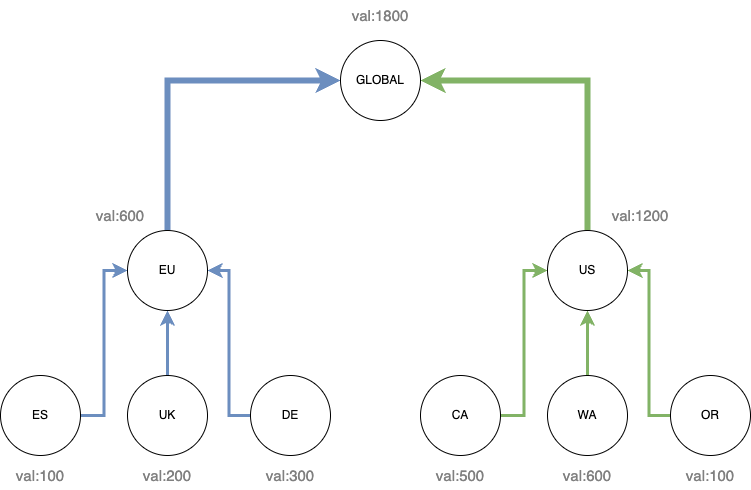 val:1800
GLOBAL
val:600
val:1200
EU
US
ES
UK
DE
CA
WA
OR
val:100
val:200
val:300
val:500
val:600
val:100